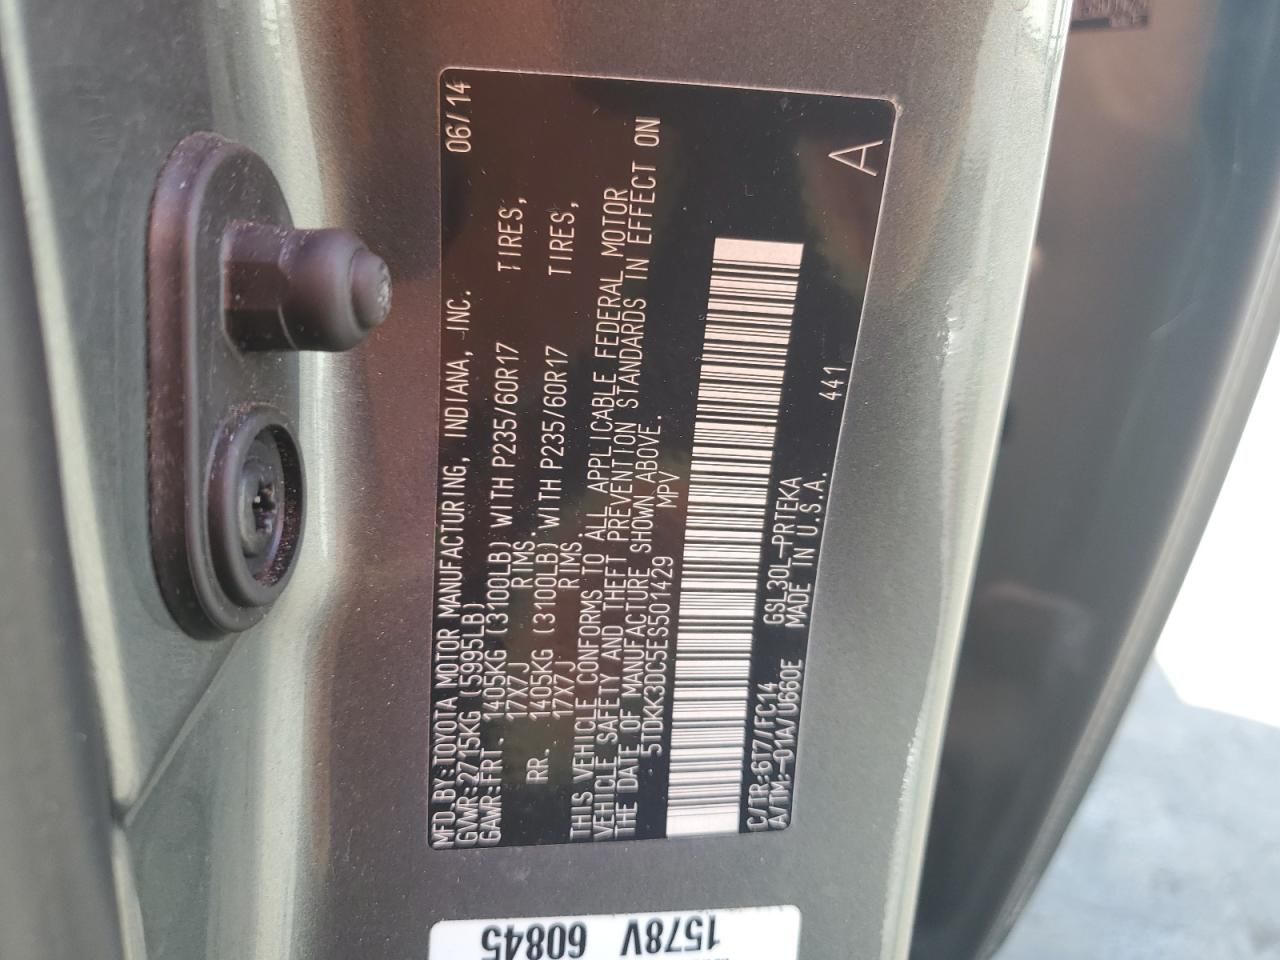 MFD.BY:TOYOTA MOTOR MANUFACTURING, INDIANA, INC. 06/14
GVWR:2715KG (5995LB)
GAWR:FRT. 1405KG (3100LB) WITH P235/60R17 TIRES,
17X7J RIMS.
RR. 1405KG (3100LB) WITH P235/60R17 TIRES,
17X7J RIMS.
THIS VEHICLE CONFORMS TO ALL APPLICABLE FEDERAL MOTOR
VEHICLE SAFETY AND THEFT PREVENTION STANDARDS IN EFFECT ON
THE DATE OF MANUFACTURE SHOWN ABOVE.
5TDKK3DC5ES501429 MPV
C/TR:6T7/FC14 GSL30L-PRTEKA 441 A
A/TM:-01A/U660E MADE IN U.S.A.
1578V
60845